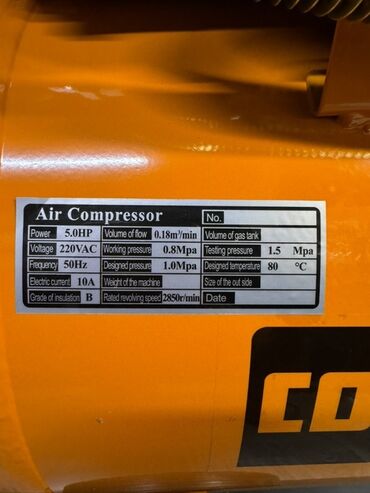 Air Compressor No.
Power 5.0HP Volume of flow 0.18m³/min Volume of gas tank
Voltage 220VAC Working pressure 0.8Mpa Testing pressure 1.5 Mpa
Frequency 50Hz Designed pressure 1.0Mpa Designed temperature 80 °C
Electric current 10A Weight of the machine Size of the out side
Grade of insulation B Rated revolving speed 2850r/min Date
CO